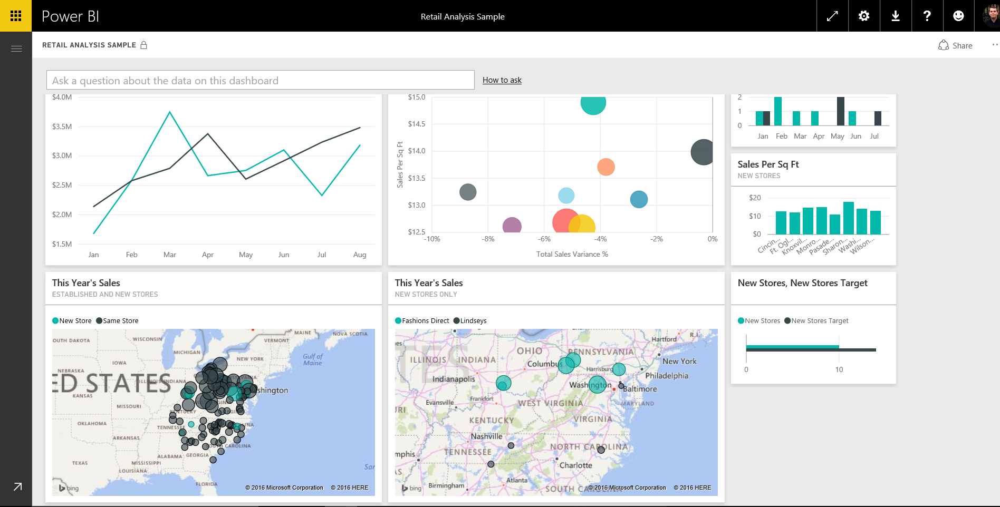 Power BI
Retail Analysis Sample
?
RETAIL ANALYSIS SAMPLE
Share
Ask a question about the data on this dashboard
How to ask
$4.0M
$3.5M
$3.0M
$2.5M
$2.0M
$1.5M
Jan Feb Mar Apr May Jun Jul Aug
Sales Per Sq Ft
$15.0
$14.5
$14.0
$13.5
$13.0
$12.5
-10% -8% -6% -4% -2% 0%
Total Sales Variance %
2
1
0
Jan Feb Mar Apr May Jun Jul
Sales Per Sq Ft
NEW STORES
$20
$10
$0
Cincin... Ft. Ogl... Knoxvil... Monro... Pasade... Sharon... Washi... Wilson...
This Year's Sales
ESTABLISHED AND NEW STORES
New Store Same Store
MAINE
NOVA SCOTIA
OUTH DAKOTA
WISCONSIN
VERMONT
MICHIGAN
Gulf of
Maine
NEW YORK
IOWA
NEBRASKA
ED STATES
ILLINOIS
INDIANA
shington
KANSAS
MISSOURI
OKLAHOMA
TENNESSEE
ARKANSAS
ALABAMA
GEORGIA
TEXAS
MISSISSIPPI
LOUISIANA
Sar
FLORIDA
bing
© 2016 Microsoft Corporation © 2016 HERE
This Year's Sales
NEW STORES ONLY
Fashions Direct Lindseys
Hartford
R.I.
OHIO
PENNSYLVANIA
ILLINOIS
INDIANA
TES
Columbus
New York
Harrisburg
Philadelphia
Indianapolis
Washington
Baltimore
Frankfort
Evansville
WEST VIRGINIA
MARYLAND
KENTUCKY
VIRGINIA
Nashville
NORTH CAROLINA
TENNESSEE
mphis
Charlotte
Atlanta
Birmingham
SOUTH CAROLINA
bing
© 2016 Microsoft Corporation © 2016 HERE
New Stores, New Stores Target
New Stores New Stores Target
0 10